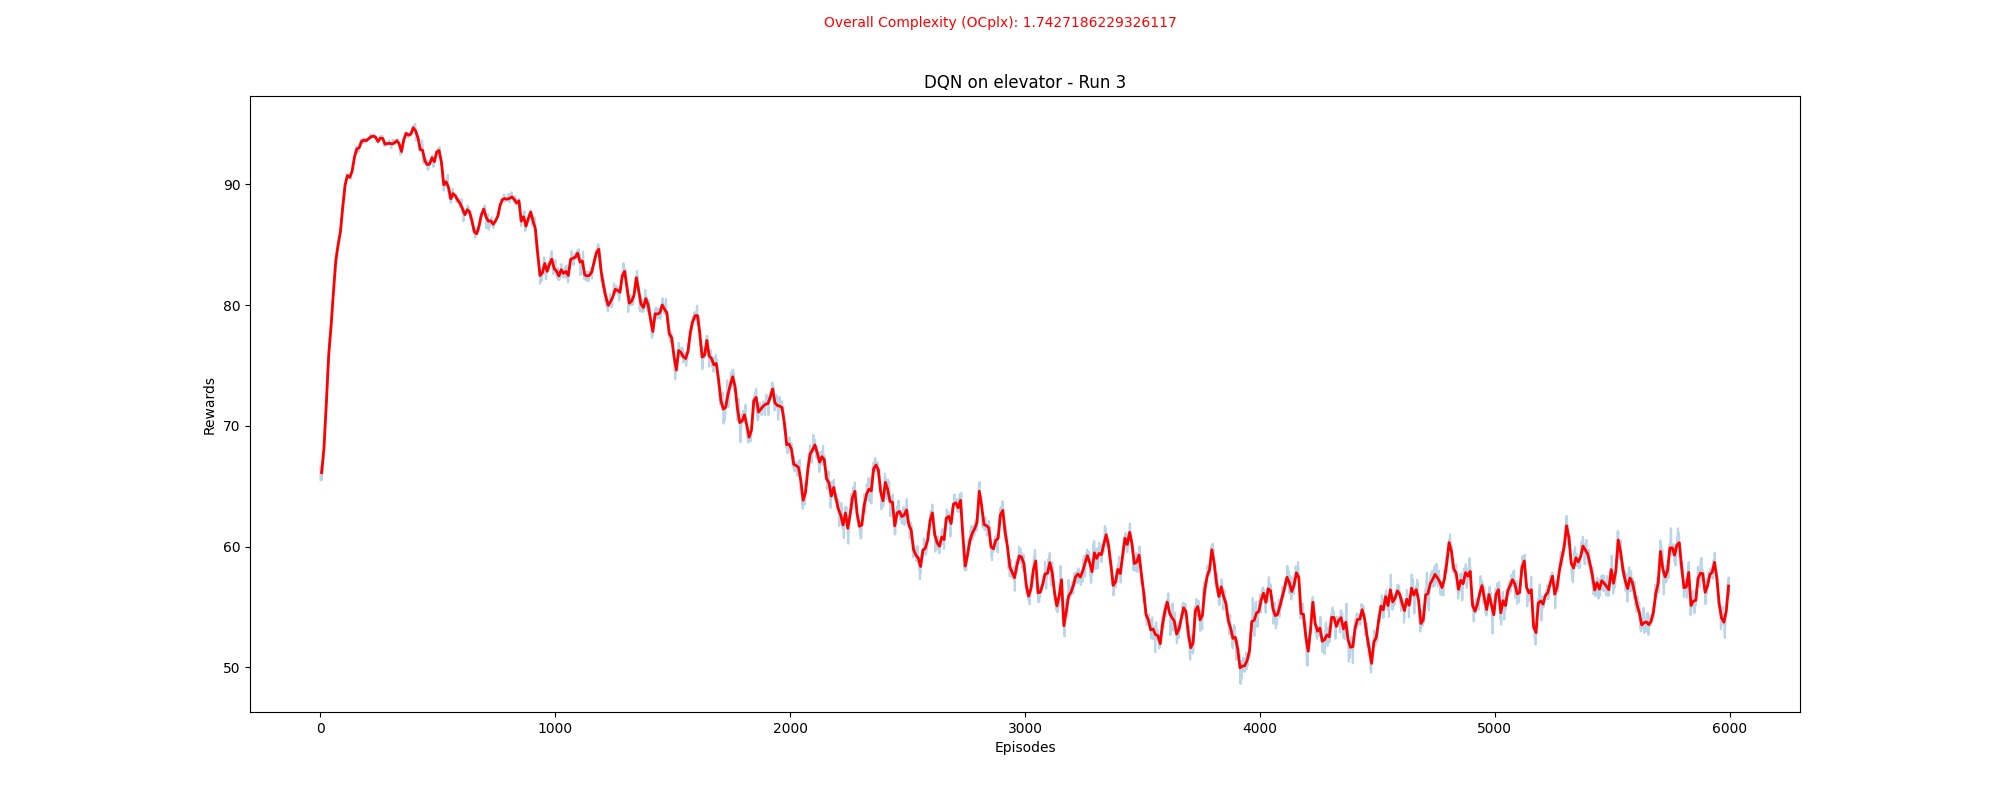 Overall Complexity (OCplx): 1.7427186229326117
DQN on elevator - Run 3
90
80
70
60
50
Rewards
0 1000 2000 3000 4000 5000 6000
Episodes